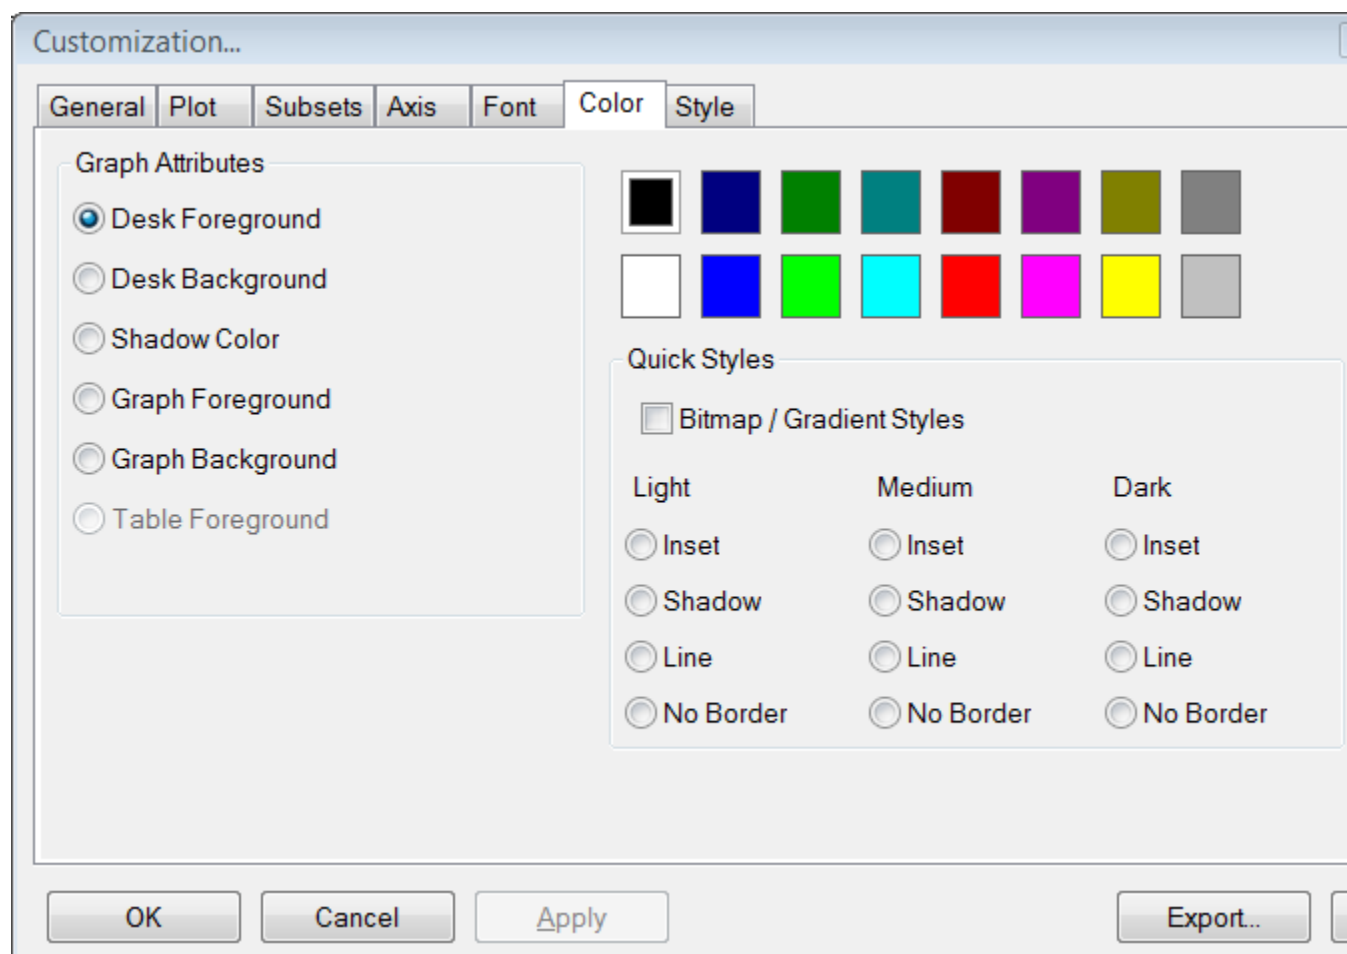 Customization...
General Plot Subsets Axis Font Color Style
Graph Attributes
Desk Foreground
Desk Background
Shadow Color
Graph Foreground
Graph Background
Table Foreground
Quick Styles
Bitmap / Gradient Styles
Light Medium Dark
Inset Inset Inset
Shadow Shadow Shadow
Line Line Line
No Border No Border No Border
OK Cancel Apply Export...